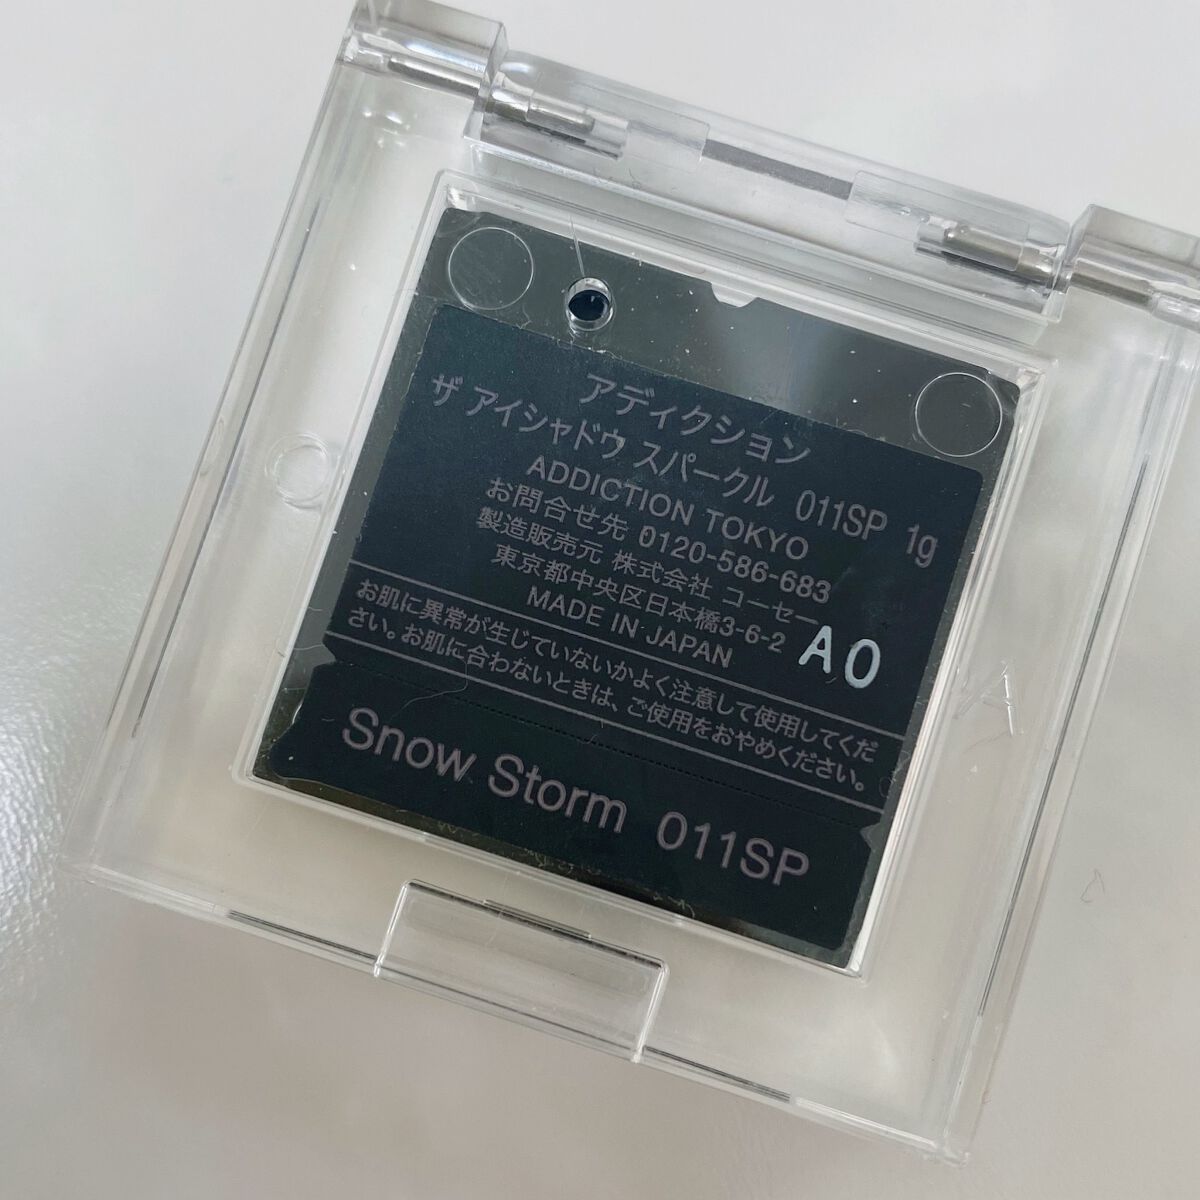 アディクション
ザ アイシャドウ スパークル 011SP 1g
ADDICTION TOKYO
お問合せ先 0120-586-683
製造販売元 株式会社 コーセー
東京都中央区日本橋3-6-2
MADE IN JAPAN
A0
お肌に異常が生じていないかよく注意して使用してくだ
さい。お肌に合わないときは、ご使用をおやめください。
Snow Storm 011SP
A